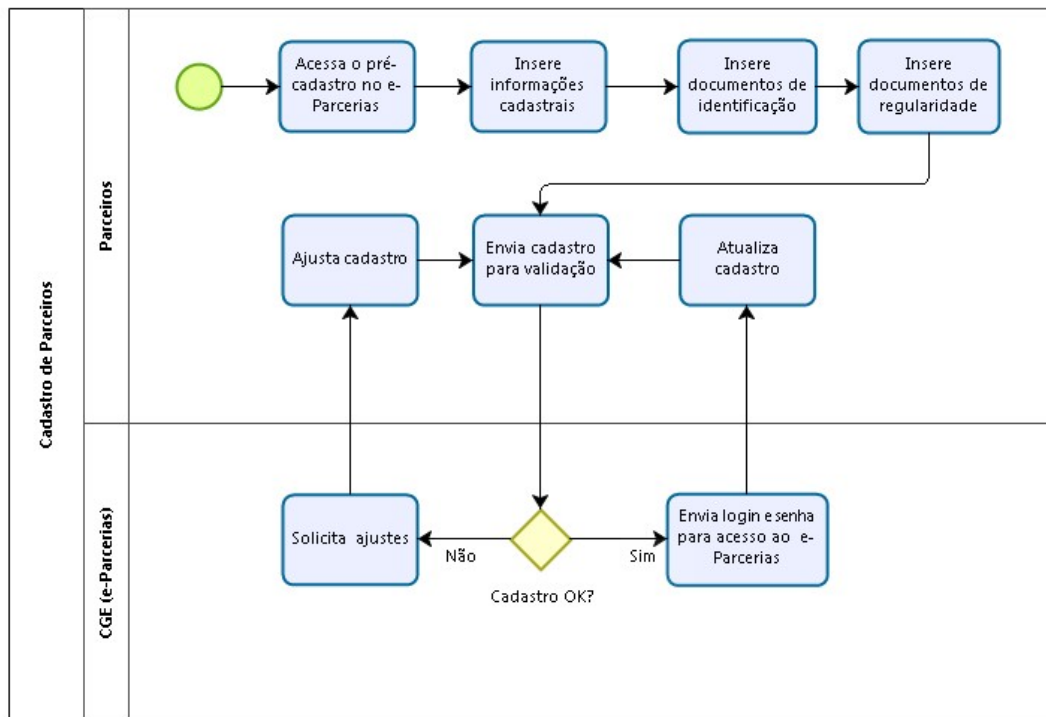 Cadastro de Parceiros
Parceiros
Acessa o pré-
cadastro no e-
Parcerias
Insere
informações
cadastrais
Insere
documentos de
identificação
Insere
documentos de
regularidade
Ajusta cadastro
Envia cadastro
para validação
Atualiza
cadastro
CGE (e-Parcerias)
Solicita ajustes
Não
Cadastro OK?
Sim
Envia login e senha
para acesso ao e-
Parcerias